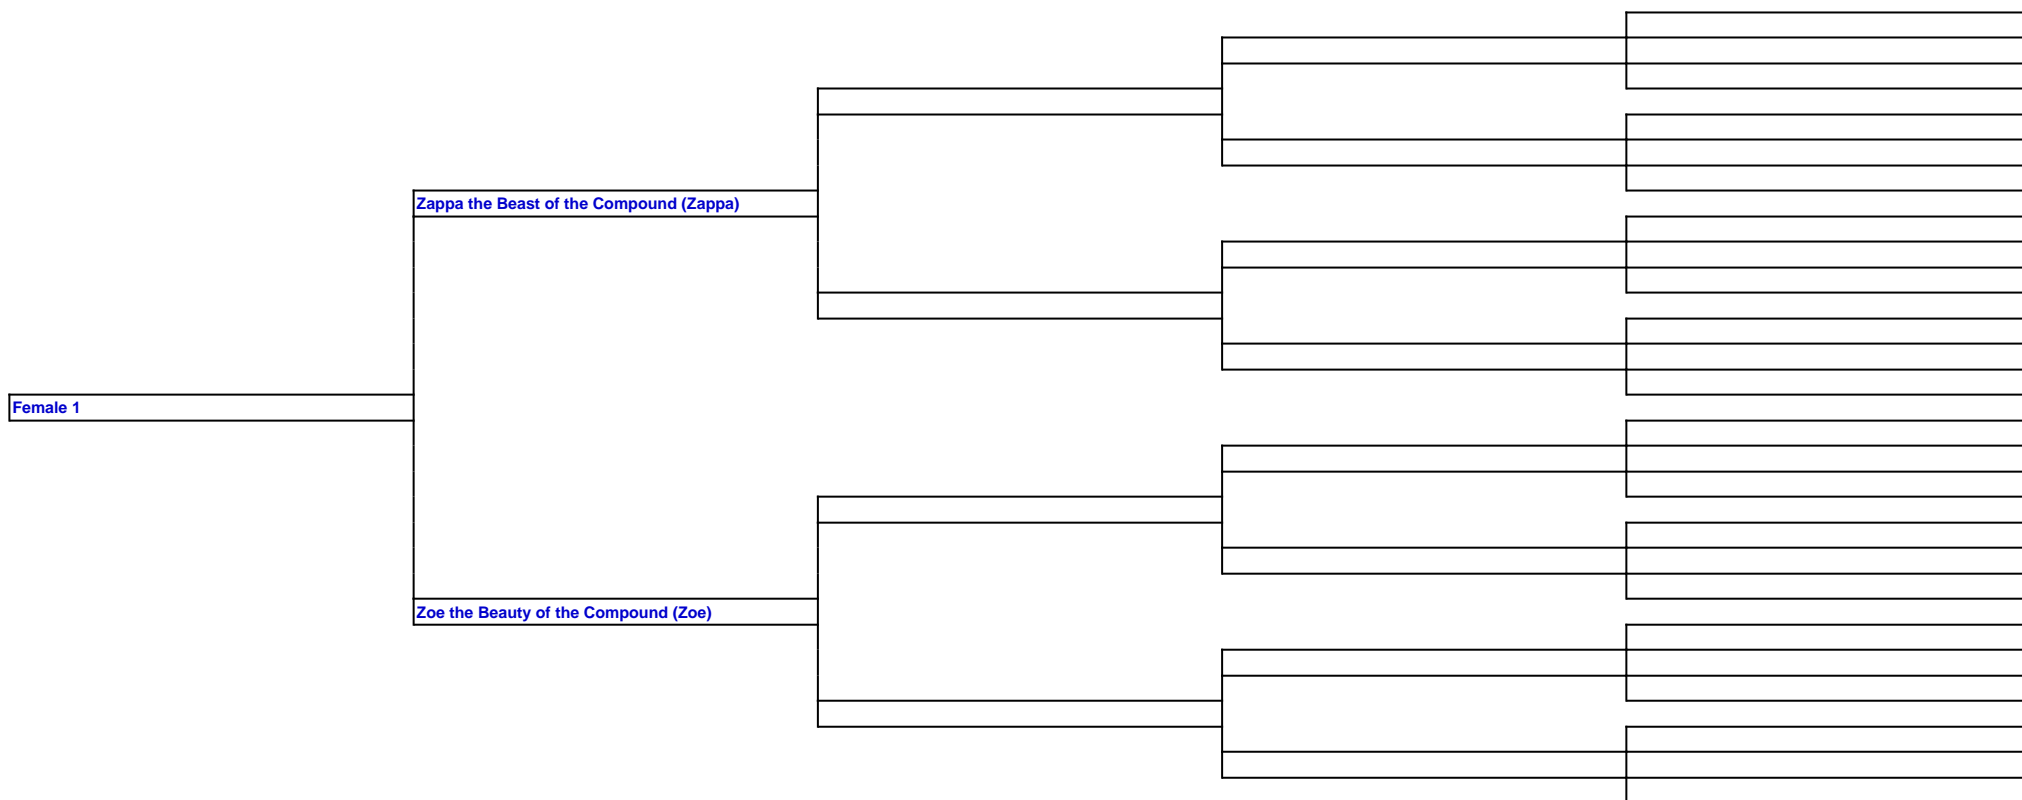 Zappa the Beast of the Compound (Zappa)
Female 1
Zoe the Beauty of the Compound (Zoe)